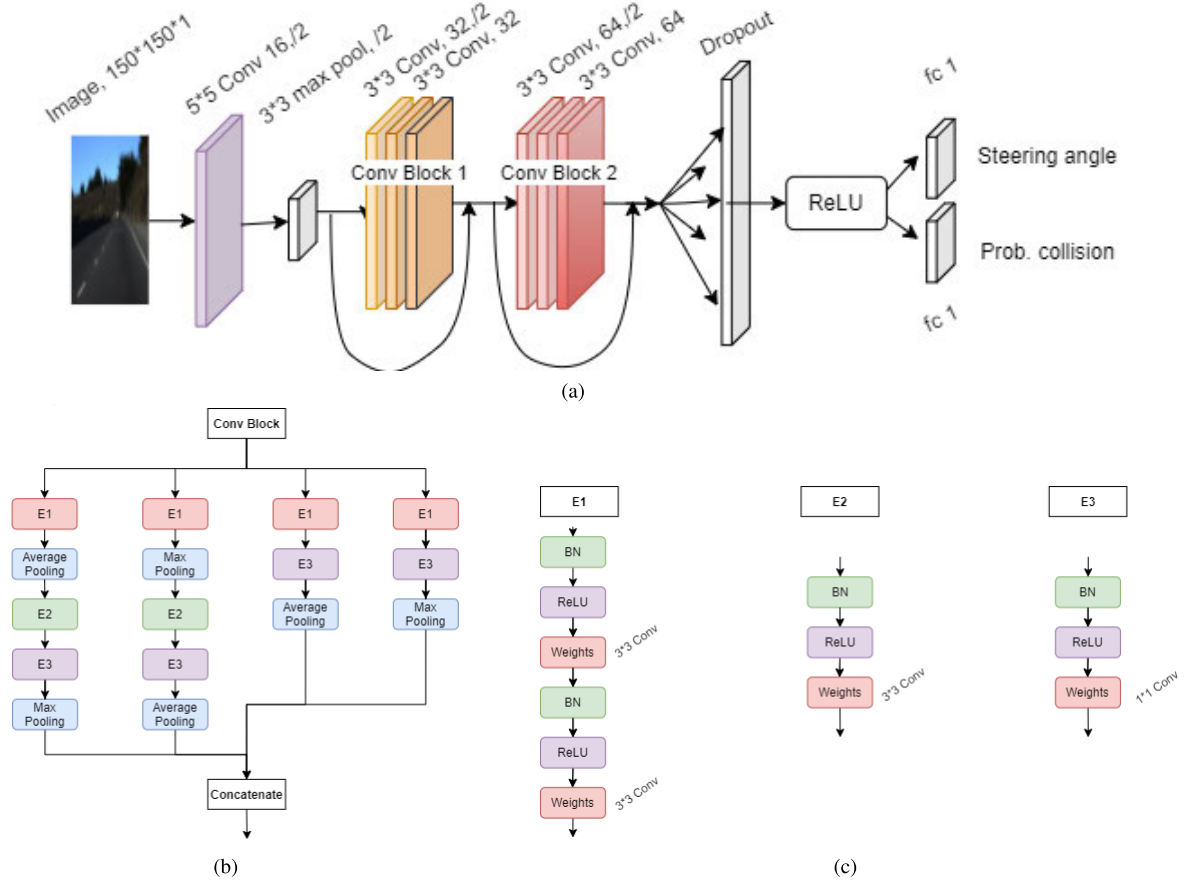 Image, 150*150*1
5*5 Conv 16,/2
3*3 max pool, /2
3*3 Conv, 32,/2
3*3 Conv, 32
3*3 Conv, 64,/2
3*3 Conv, 64
Dropout
fc 1
Conv Block 1
Conv Block 2
ReLU
Steering angle
Prob. collision
fc 1
(a)
Conv Block
E1
E1
E1
E1
Average
Pooling
Max
Pooling
E3
E3
E2
E2
Average
Pooling
Max
Pooling
E3
E3
Max
Pooling
Average
Pooling
Concatenate
(b)
E1
BN
ReLU
Weights
3*3 Conv
BN
ReLU
Weights
3*3 Conv
E2
BN
ReLU
Weights
3*3 Conv
E3
BN
ReLU
Weights
1*1 Conv
(c)